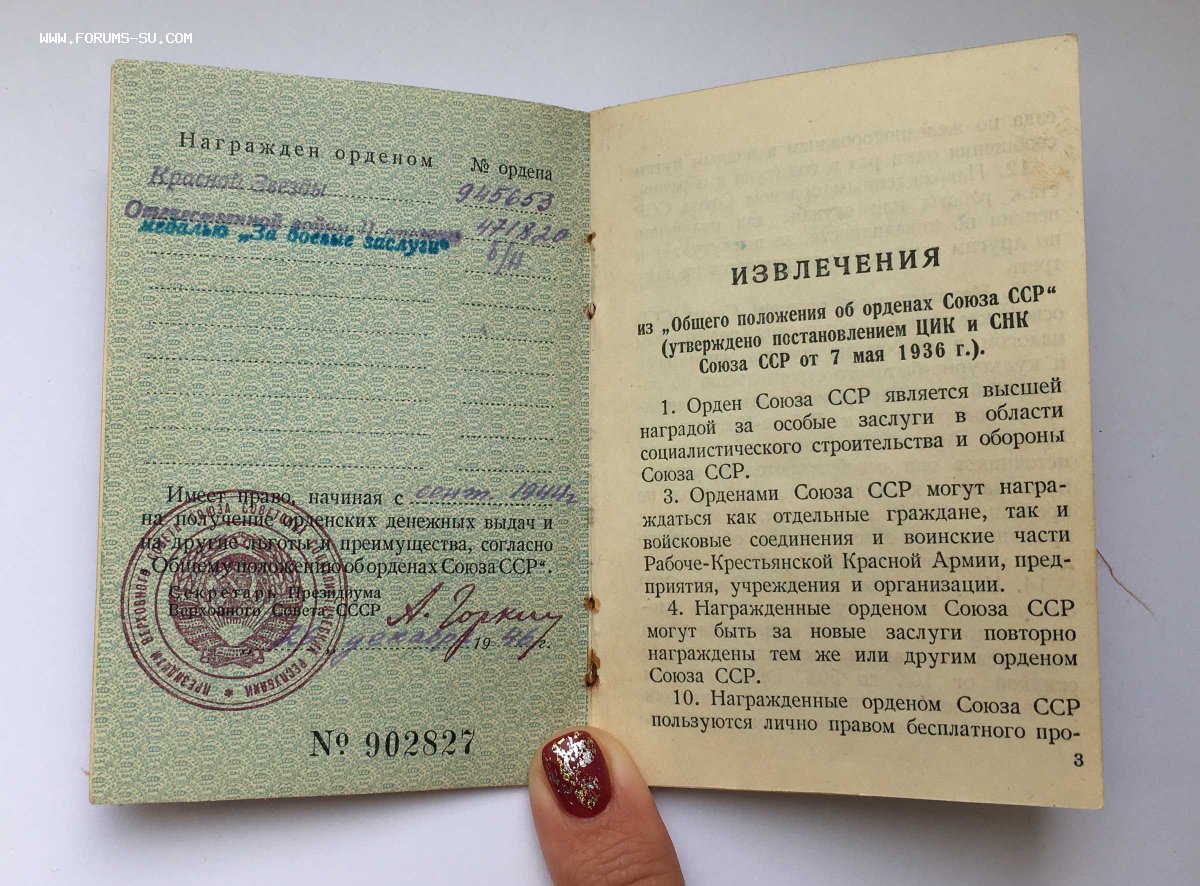 WWW.FORUMS-SU.COM
Награжден орденом № ордена
Красной Звезды 945653
Отечественной войны II степени 471820
медалью „За боевые заслуги“ б/н
Имеет право, начиная с сент. 1944 г.
на получение орденских денежных выдач и
на другие льготы и преимущества, согласно
„Общему положению об орденах Союза ССР“.
Секретарь Президиума
Верховного Совета СССР А. Горкин
„25“ декабря 1946 г.
№ 902827
ИЗВЛЕЧЕНИЯ
из „Общего положения об орденах Союза ССР“
(утверждено постановлением ЦИК и СНК
Союза ССР от 7 мая 1936 г.).
1. Орден Союза ССР является высшей
наградой за особые заслуги в области
социалистического строительства и обороны
Союза ССР.
3. Орденами Союза ССР могут награ-
ждаться как отдельные граждане, так и
войсковые соединения и воинские части
Рабоче-Крестьянской Красной Армии, пред-
приятия, учреждения и организации.
4. Награжденные орденом Союза ССР
могут быть за новые заслуги повторно
награждены тем же или другим орденом
Союза ССР.
10. Награжденные орденом Союза ССР
пользуются лично правом бесплатного про-
3